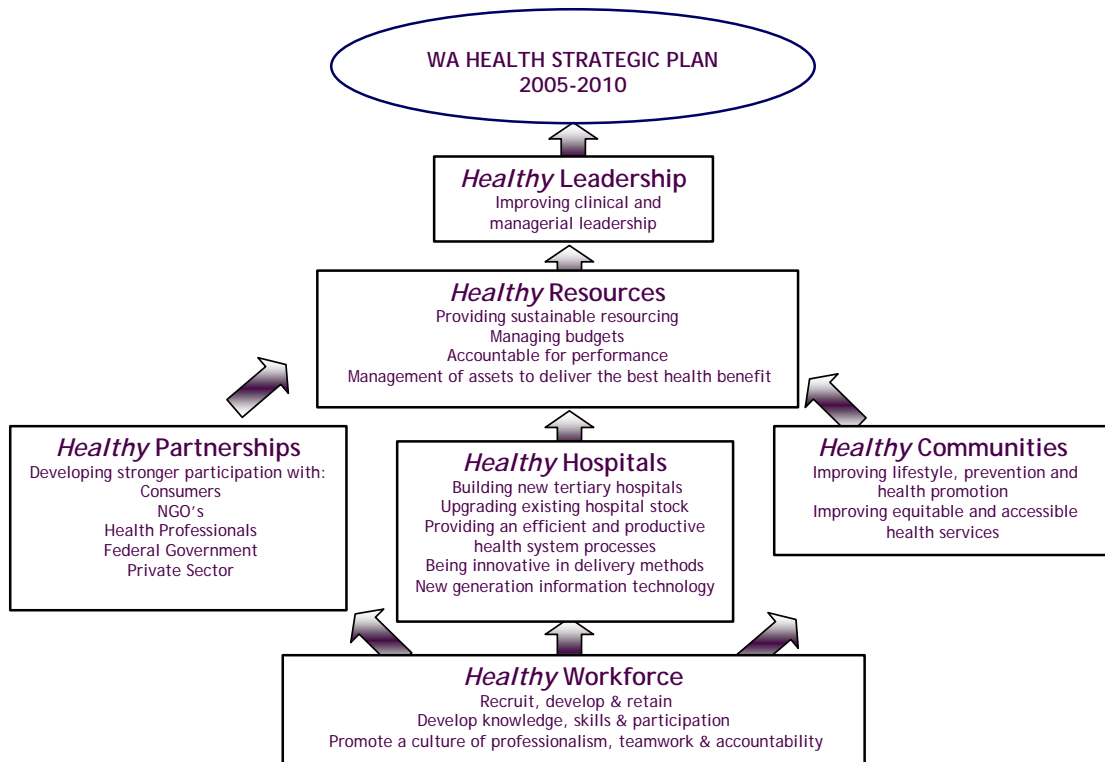 WA HEALTH STRATEGIC PLAN
2005-2010
Healthy Leadership
Improving clinical and
managerial leadership
Healthy Resources
Providing sustainable resourcing
Managing budgets
Accountable for performance
Management of assets to deliver the best health benefit
Healthy Partnerships
Developing stronger participation with:
Consumers
NGO's
Health Professionals
Federal Government
Private Sector
Healthy Hospitals
Building new tertiary hospitals
Upgrading existing hospital stock
Providing an efficient and productive
health system processes
Being innovative in delivery methods
New generation information technology
Healthy Communities
Improving lifestyle, prevention and
health promotion
Improving equitable and accessible
health services
Healthy Workforce
Recruit, develop & retain
Develop knowledge, skills & participation
Promote a culture of professionalism, teamwork & accountability